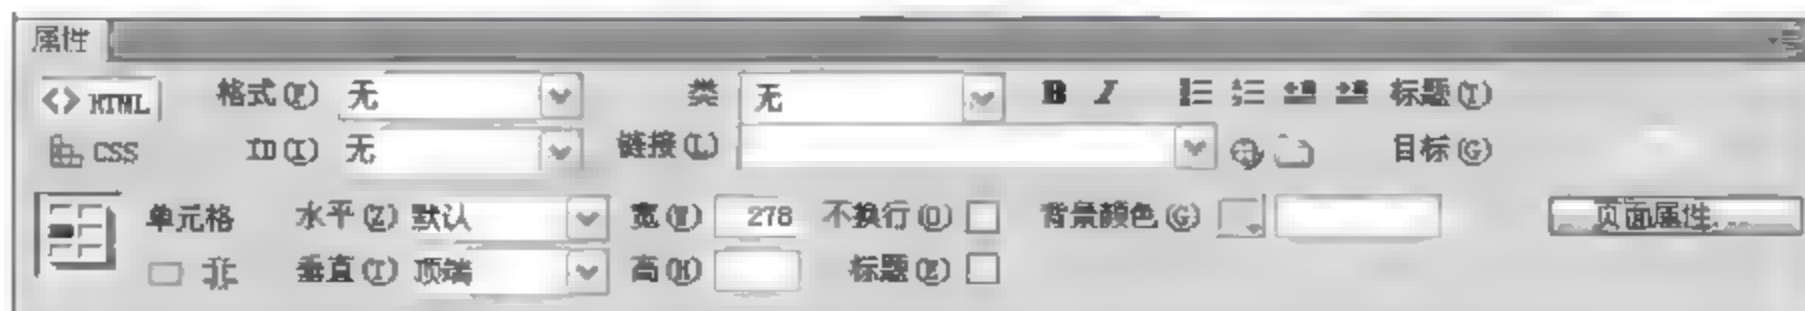 属性
<> HTML 格式(F) 无 类 无 B I 标题(T)
CSS ID(I) 无 链接(L) 目标(G)
单元格 水平(Z) 默认 宽(W) 278 不换行(O) 背景颜色(G) 页面属性...
垂直(T) 顶端 高(H) 标题(E)